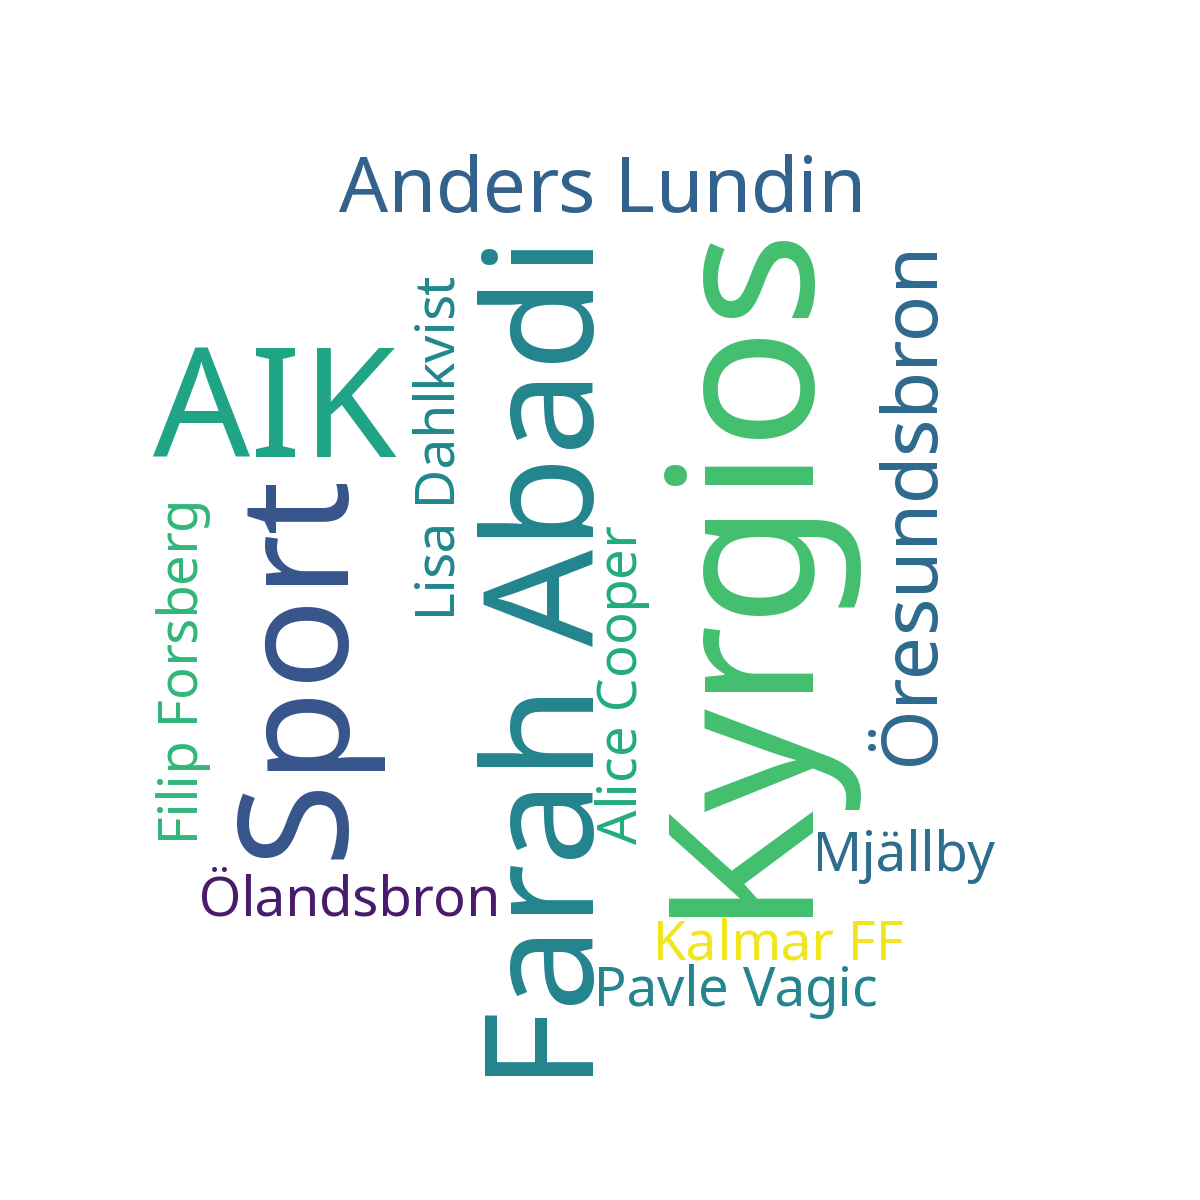 Anders Lundin
AIK
Filip Forsberg
Sport
Lisa Dahlkvist
Farah Abadi
Alice Cooper
Kyrgios
Öresundsbron
Mjällby
Ölandsbron
Kalmar FF
Pavle Vagic